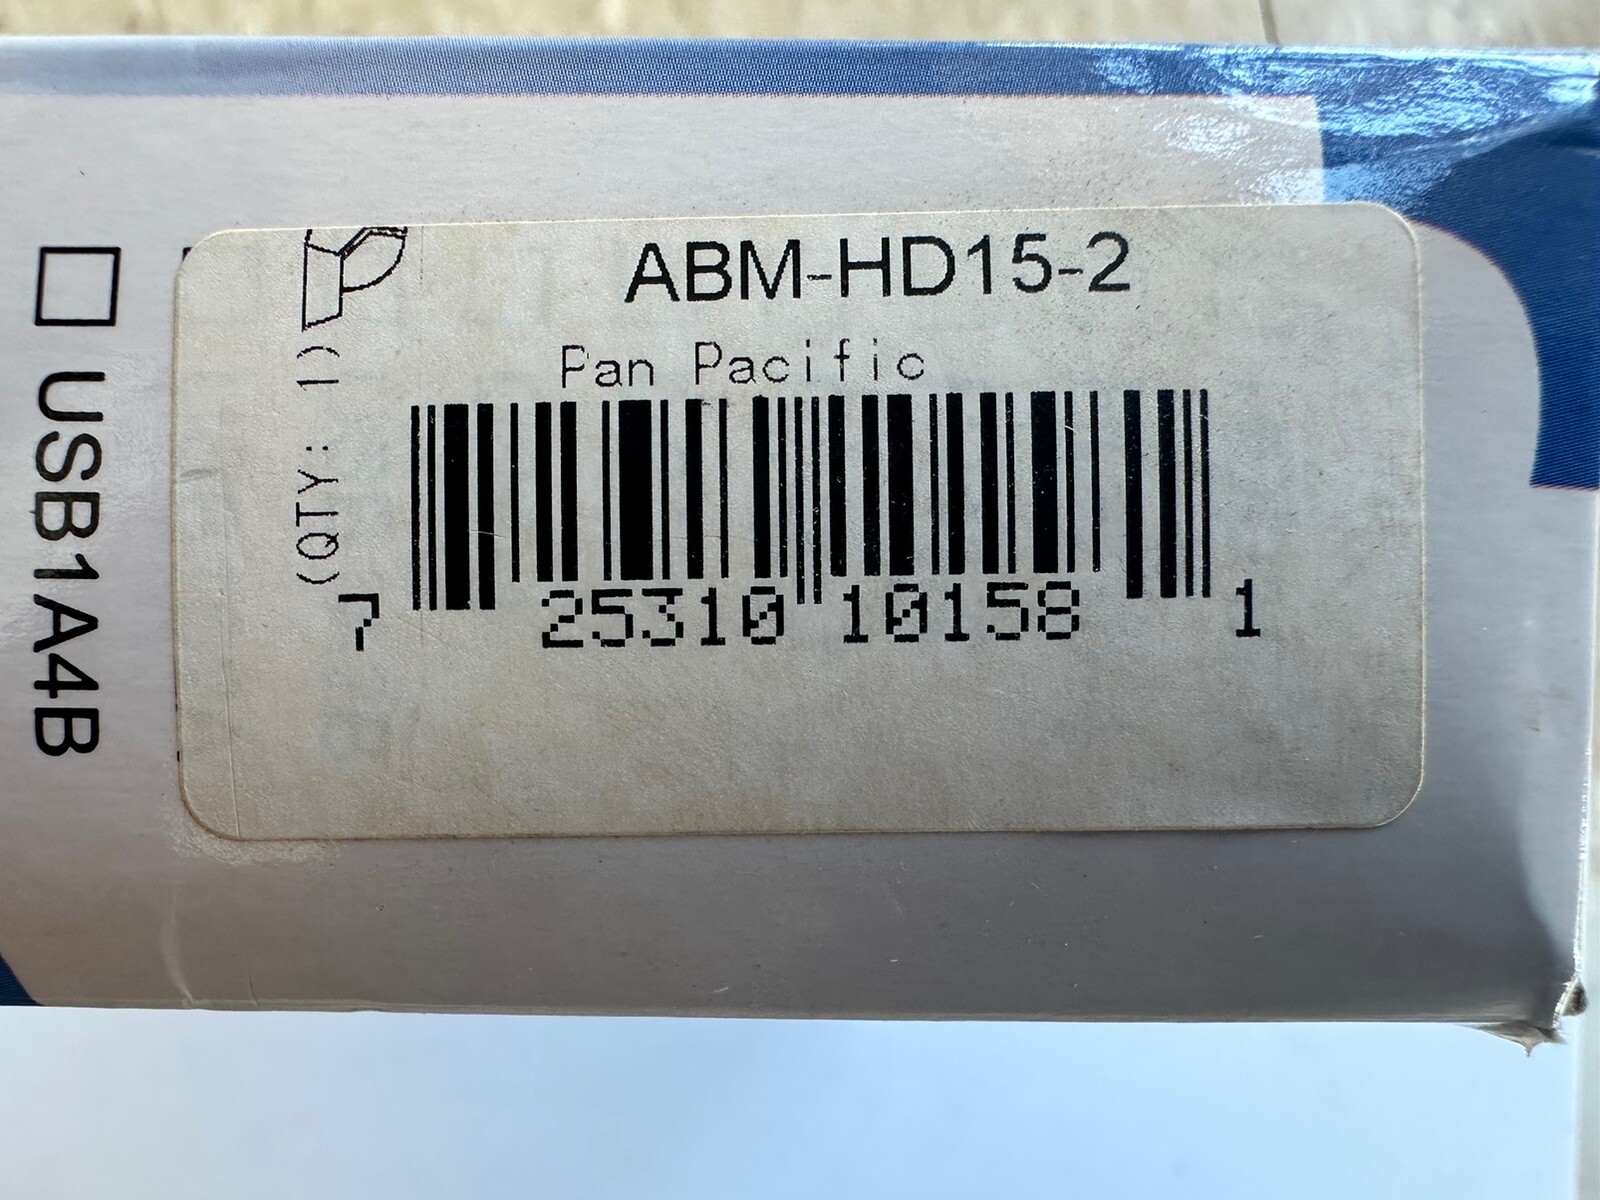 ABM-HD15-2
Pan Pacific
(QTY: 1)
7 25310 10158 1
USB1A4B